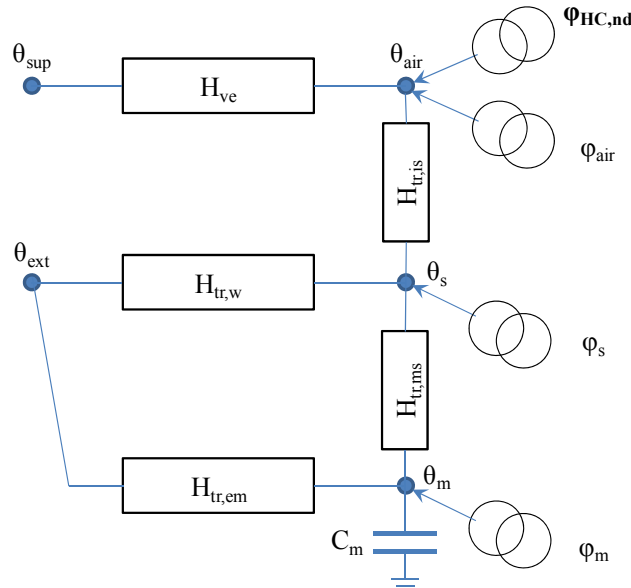 φHC,nd
θsup
θair
Hve
φair
Htr,is
θext
θs
Htr,w
φs
Htr,ms
θm
Htr,em
Cm
φm